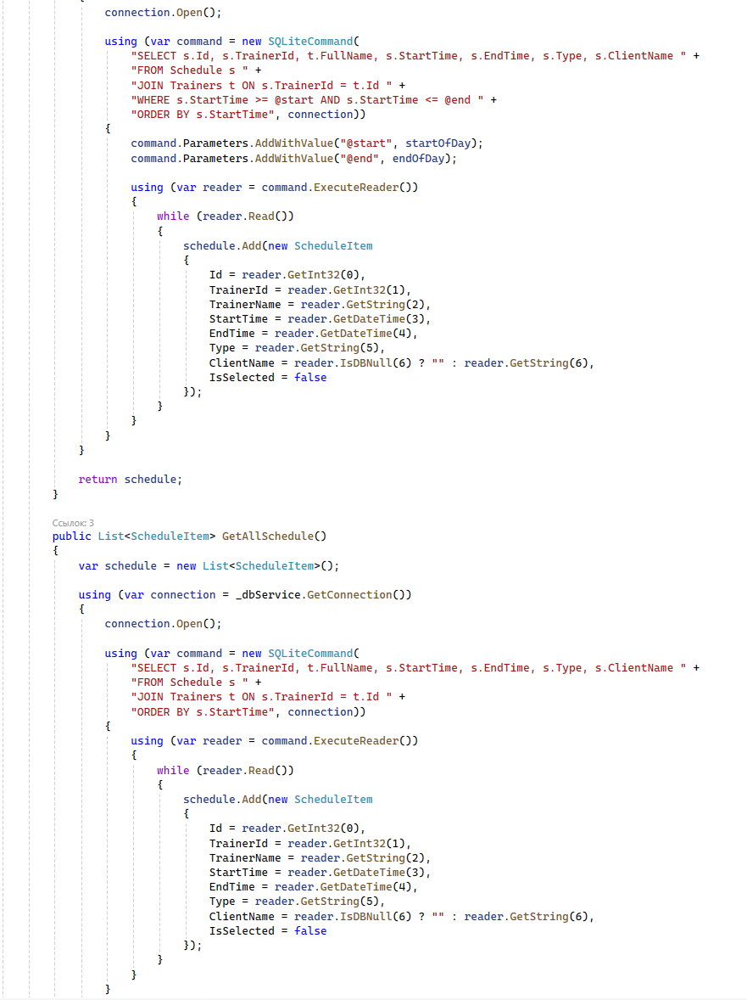 {
connection.Open();
using (var command = new SQLiteCommand(
"SELECT s.Id, s.TrainerId, t.FullName, s.StartTime, s.EndTime, s.Type, s.ClientName " +
"FROM Schedule s " +
"JOIN Trainers t ON s.TrainerId = t.Id " +
"WHERE s.StartTime >= @start AND s.StartTime <= @end " +
"ORDER BY s.StartTime", connection))
{
command.Parameters.AddWithValue("@start", startOfDay);
command.Parameters.AddWithValue("@end", endOfDay);
using (var reader = command.ExecuteReader())
{
while (reader.Read())
{
schedule.Add(new ScheduleItem
{
Id = reader.GetInt32(0),
TrainerId = reader.GetInt32(1),
TrainerName = reader.GetString(2),
StartTime = reader.GetDateTime(3),
EndTime = reader.GetDateTime(4),
Type = reader.GetString(5),
ClientName = reader.IsDBNull(6) ? "" : reader.GetString(6),
IsSelected = false
});
}
}
}
}
return schedule;
}
Ссылок: 3
public List<ScheduleItem> GetAllSchedule()
{
var schedule = new List<ScheduleItem>();
using (var connection = _dbService.GetConnection())
{
connection.Open();
using (var command = new SQLiteCommand(
"SELECT s.Id, s.TrainerId, t.FullName, s.StartTime, s.EndTime, s.Type, s.ClientName " +
"FROM Schedule s " +
"JOIN Trainers t ON s.TrainerId = t.Id " +
"ORDER BY s.StartTime", connection))
{
using (var reader = command.ExecuteReader())
{
while (reader.Read())
{
schedule.Add(new ScheduleItem
{
Id = reader.GetInt32(0),
TrainerId = reader.GetInt32(1),
TrainerName = reader.GetString(2),
StartTime = reader.GetDateTime(3),
EndTime = reader.GetDateTime(4),
Type = reader.GetString(5),
ClientName = reader.IsDBNull(6) ? "" : reader.GetString(6),
IsSelected = false
});
}
}
}